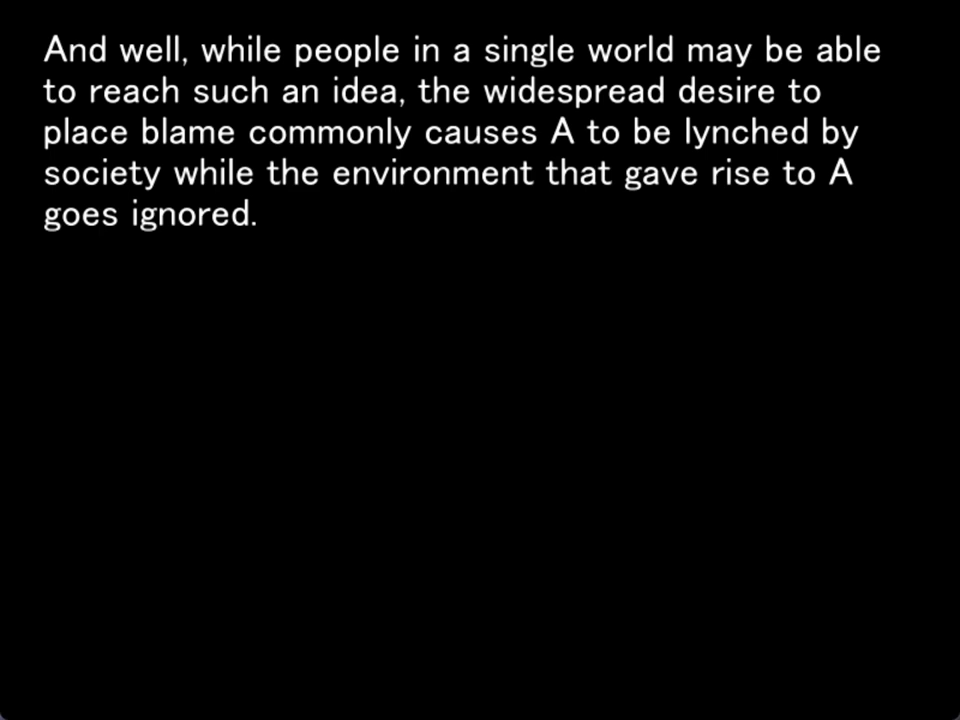 And well, while people in a single world may be able
to reach such an idea, the widespread desire to
place blame commonly causes A to be lynched by
society while the environment that gave rise to A
goes ignored.